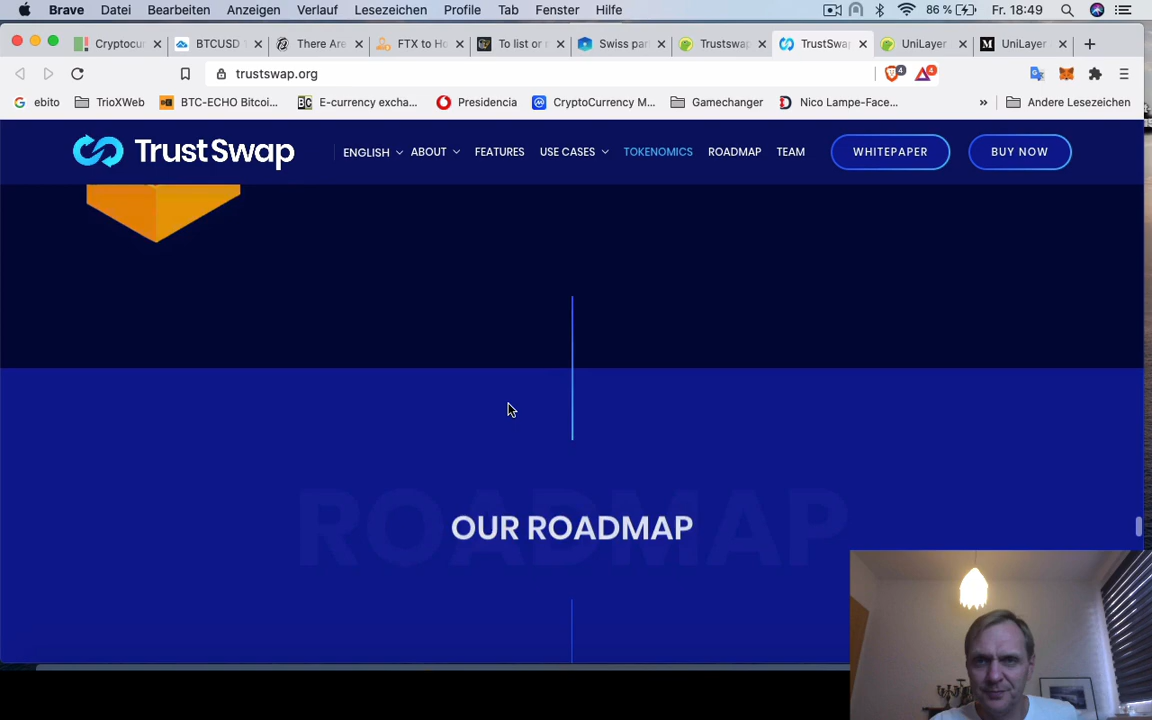 Brave Datei Bearbeiten Anzeigen Verlauf Lesezeichen Profile Tab Fenster Hilfe 86 % Fr. 18:49
Cryptocur BTCUSD There Are FTX to Ho To list or Swiss par Trustswap TrustSwap UniLayer UniLayer
trustswap.org 4 4
ebito TrioXWeb BTC-ECHO Bitcoi... E-currency excha... Presidencia CryptoCurrency M... Gamechanger Nico Lampe-Face... » Andere Lesezeichen
TrustSwap ENGLISH ABOUT FEATURES USE CASES TOKENOMICS ROADMAP TEAM WHITEPAPER BUY NOW
ROADMAP
OUR ROADMAP